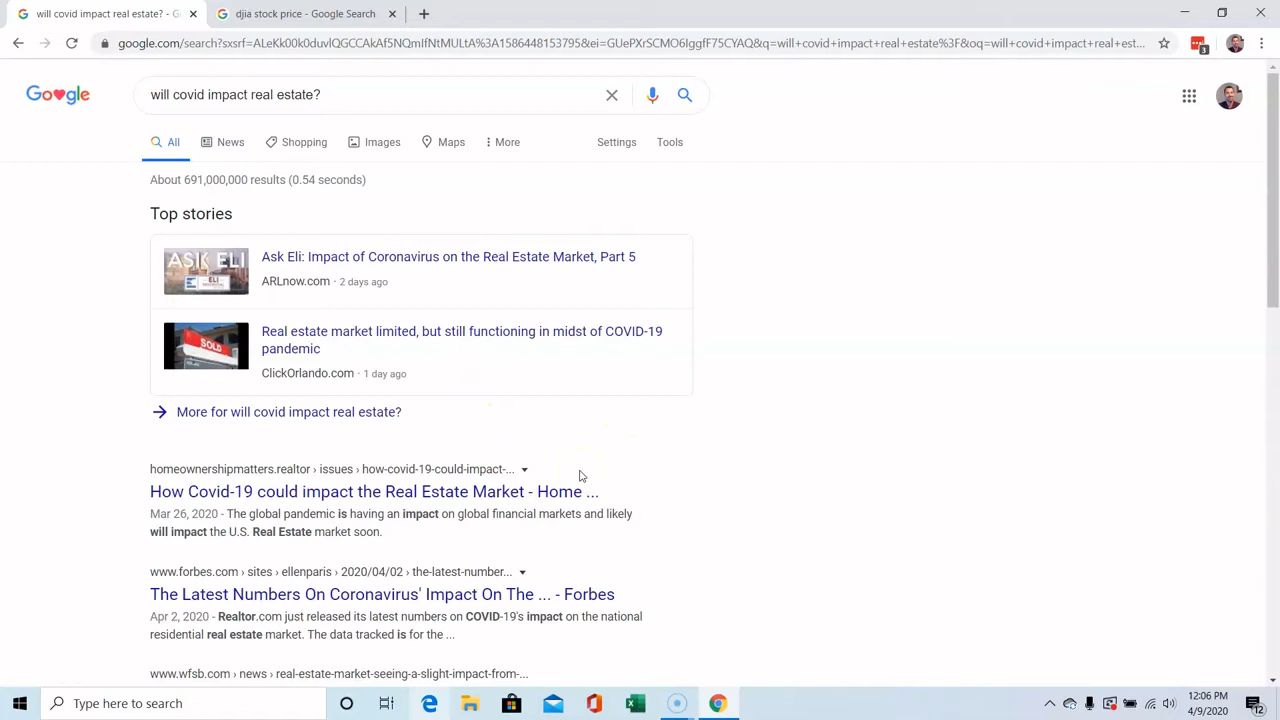 will covid impact real estate? - G
djia stock price - Google Search
google.com/search?sxsrf=ALeKk00k0duvlQGCCAkAf5NQmIfNtMULtA%3A1586448153795&ei=GUePXrSCMO6IggfF75CYAQ&q=will+covid+impact+real+estate%3F&oq=will+covid+impact+real+est...
3
Google
will covid impact real estate?
All News Shopping Images Maps More Settings Tools
About 691,000,000 results (0.54 seconds)
Top stories
ASK ELI
ELI
Ask Eli: Impact of Coronavirus on the Real Estate Market, Part 5
ARLnow.com · 2 days ago
SOLD
Real estate market limited, but still functioning in midst of COVID-19
pandemic
ClickOrlando.com · 1 day ago
More for will covid impact real estate?
homeownershipmatters.realtor › issues › how-covid-19-could-impact-...
How Covid-19 could impact the Real Estate Market - Home ...
Mar 26, 2020 - The global pandemic is having an impact on global financial markets and likely
will impact the U.S. Real Estate market soon.
www.forbes.com › sites › ellenparis › 2020/04/02 › the-latest-number...
The Latest Numbers On Coronavirus' Impact On The ... - Forbes
Apr 2, 2020 - Realtor.com just released its latest numbers on COVID-19's impact on the national
residential real estate market. The data tracked is for the ...
www.wfsb.com › news › real-estate-market-seeing-a-slight-impact-from-...
Type here to search
12:06 PM
4/9/2020
12